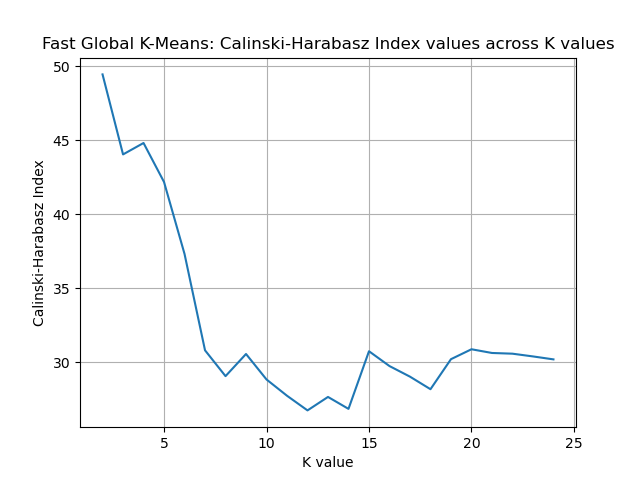 Fast Global K-Means: Calinski-Harabasz Index values across K values
50
45
40
35
30
Calinski-Harabasz Index
5 10 15 20 25
K value